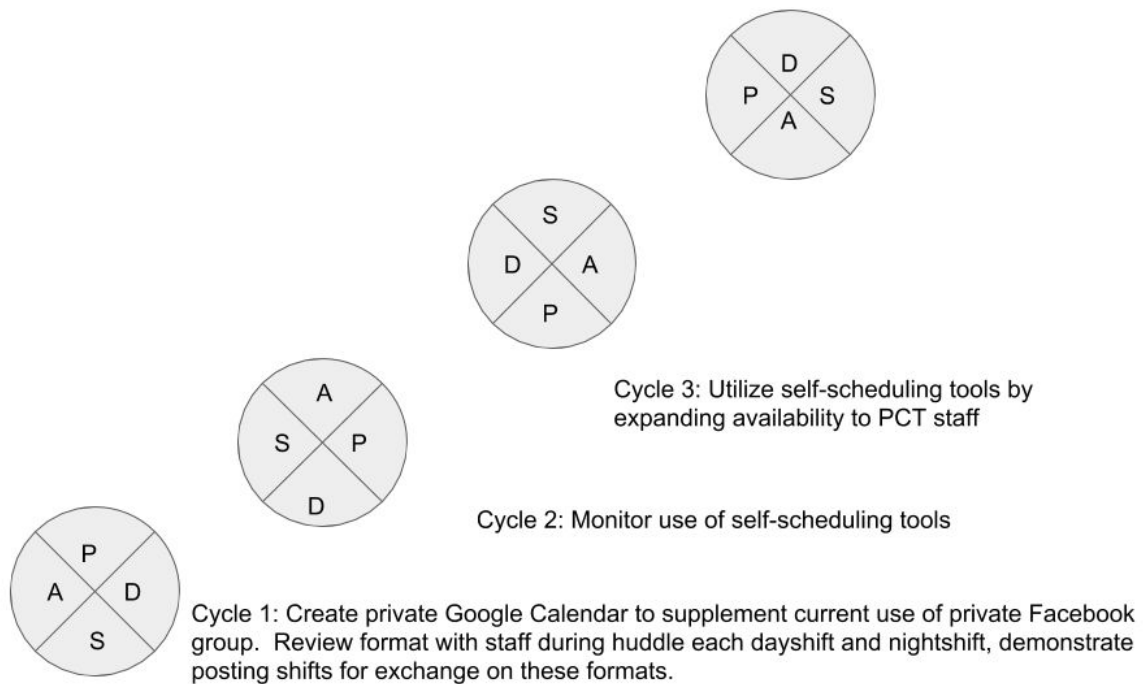 D
P S
A
S
D A
P
Cycle 3: Utilize self-scheduling tools by
expanding availability to PCT staff
A
S P
D
Cycle 2: Monitor use of self-scheduling tools
P
A D
S
Cycle 1: Create private Google Calendar to supplement current use of private Facebook
group.  Review format with staff during huddle each dayshift and nightshift, demonstrate
posting shifts for exchange on these formats.